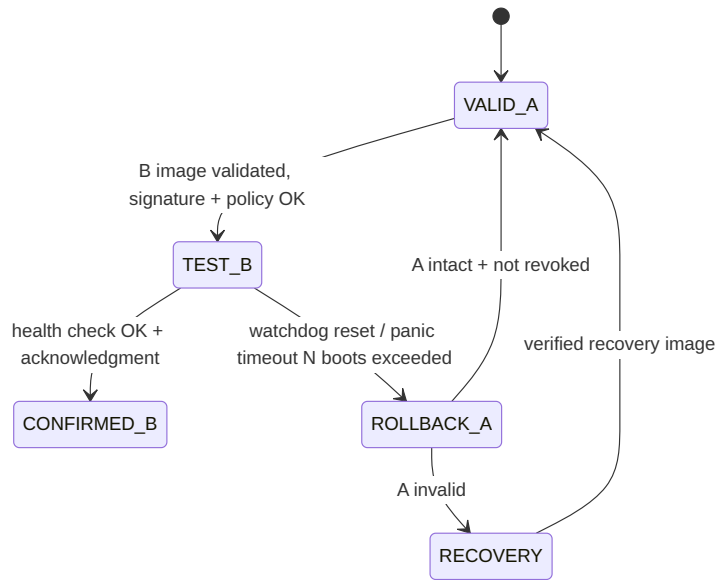 VALID_A
B image validated,
signature + policy OK
TEST_B
A intact + not revoked
health check OK +
acknowledgment
watchdog reset / panic
timeout N boots exceeded
verified recovery image
CONFIRMED_B
ROLLBACK_A
A invalid
RECOVERY